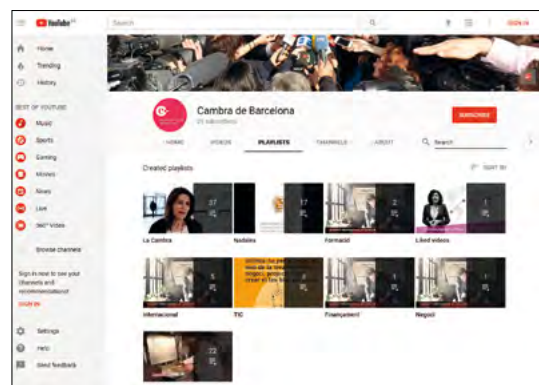 YouTube
Search
SIGN IN
Home
Trending
History
BEST OF YOUTUBE
Music
Sports
Gaming
Movies
News
Live
360° Video
Browse channels
Sign in now to see your
channels and
recommendations!
SIGN IN
Settings
Help
Send feedback
Cambra de Barcelona
SUBSCRIBE
HOME VIDEOS PLAYLISTS CHANNELS ABOUT Search
Created playlists
SORT BY
37
17
2
1
La Cambra
Nadales
Formació
Liked videos
5
1
1
Internacional
TIC
Finançament
Negoci
22